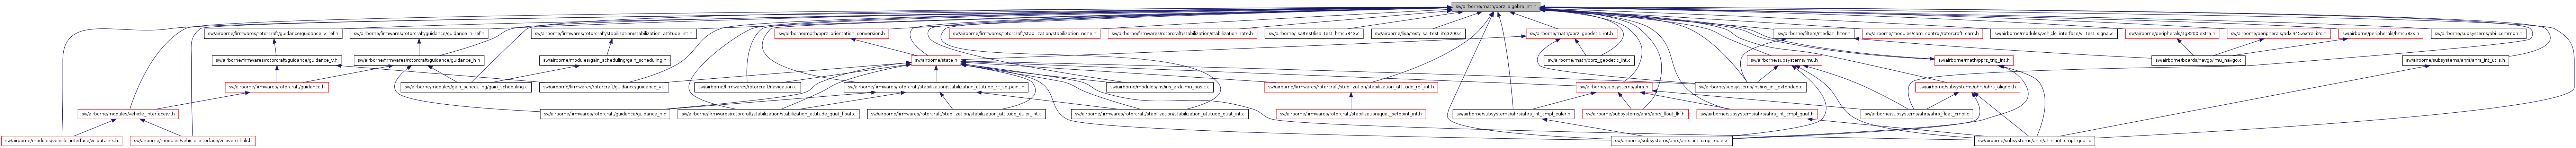 sw/airborne/math/pprz_algebra_int.h
sw/airborne/firmwares/rotorcraft/guidance/guidance_v_ref.h
sw/airborne/firmwares/rotorcraft/guidance/guidance_h_ref.h
sw/airborne/firmwares/rotorcraft/stabilization/stabilization_attitude_int.h
sw/airborne/math/pprz_orientation_conversion.h
sw/airborne/firmwares/rotorcraft/stabilization/stabilization_none.h
sw/airborne/firmwares/rotorcraft/stabilization/stabilization_rate.h
sw/airborne/lisa/test/lisa_test_hmc5843.c
sw/airborne/lisa/test/lisa_test_itg3200.c
sw/airborne/math/pprz_geodetic_int.h
sw/airborne/filters/median_filter.h
sw/airborne/modules/cam_control/rotorcraft_cam.h
sw/airborne/modules/vehicle_interface/vi_test_signal.c
sw/airborne/peripherals/itg3200.extra.h
sw/airborne/peripherals/adxl345.extra_i2c.h
sw/airborne/peripherals/hmc58xx.h
sw/airborne/subsystems/abi_common.h
sw/airborne/firmwares/rotorcraft/guidance/guidance_v.h
sw/airborne/firmwares/rotorcraft/guidance/guidance_h.h
sw/airborne/modules/gain_scheduling/gain_scheduling.h
sw/airborne/state.h
sw/airborne/math/pprz_geodetic_int.c
sw/airborne/subsystems/imu.h
sw/airborne/math/pprz_trig_int.h
sw/airborne/boards/navgo/imu_navgo.c
sw/airborne/subsystems/ahrs/ahrs_int_utils.h
sw/airborne/firmwares/rotorcraft/guidance.h
sw/airborne/modules/gain_scheduling/gain_scheduling.c
sw/airborne/firmwares/rotorcraft/guidance/guidance_v.c
sw/airborne/firmwares/rotorcraft/navigation.c
sw/airborne/firmwares/rotorcraft/stabilization/stabilization_attitude_rc_setpoint.h
sw/airborne/modules/ins/ins_arduimu_basic.c
sw/airborne/firmwares/rotorcraft/stabilization/stabilization_attitude_ref_int.h
sw/airborne/subsystems/ahrs.h
sw/airborne/subsystems/ins/ins_int_extended.c
sw/airborne/subsystems/ahrs/ahrs_aligner.h
sw/airborne/modules/vehicle_interface/vi.h
sw/airborne/firmwares/rotorcraft/guidance/guidance_h.c
sw/airborne/firmwares/rotorcraft/stabilization/stabilization_attitude_quat_float.c
sw/airborne/firmwares/rotorcraft/stabilization/stabilization_attitude_euler_int.c
sw/airborne/firmwares/rotorcraft/stabilization/stabilization_attitude_quat_int.c
sw/airborne/firmwares/rotorcraft/stabilization/quat_setpoint_int.h
sw/airborne/subsystems/ahrs/ahrs_int_cmpl_euler.h
sw/airborne/subsystems/ahrs/ahrs_float_lkf.h
sw/airborne/subsystems/ahrs/ahrs_int_cmpl_quat.h
sw/airborne/subsystems/ahrs/ahrs_float_cmpl.c
sw/airborne/modules/vehicle_interface/vi_datalink.h
sw/airborne/modules/vehicle_interface/vi_overo_link.h
sw/airborne/subsystems/ahrs/ahrs_int_cmpl_euler.c
sw/airborne/subsystems/ahrs/ahrs_int_cmpl_quat.c